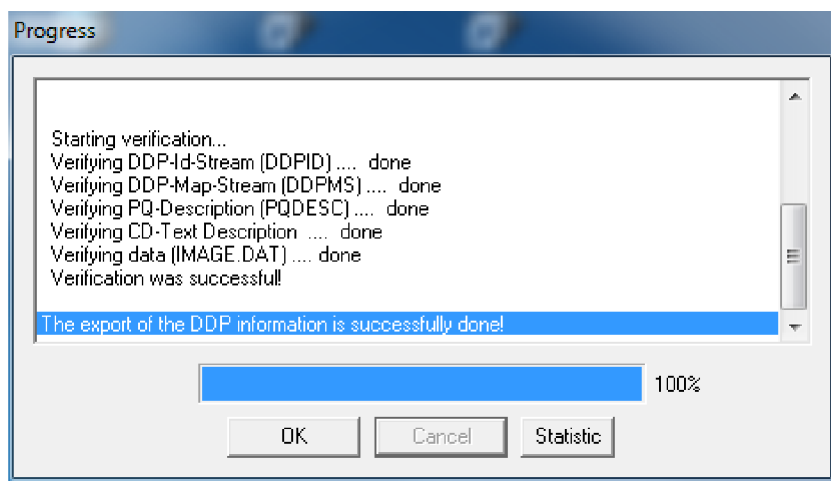 Progress
Starting verification...
Verifying DDP-Id-Stream (DDPID) .... done
Verifying DDP-Map-Stream (DDPMS) .... done
Verifying PQ-Description (PQDESC) .... done
Verifying CD-Text Description .... done
Verifying data (IMAGE.DAT) .... done
Verification was successful!
The export of the DDP information is successfully done!
100%
OK Cancel Statistic